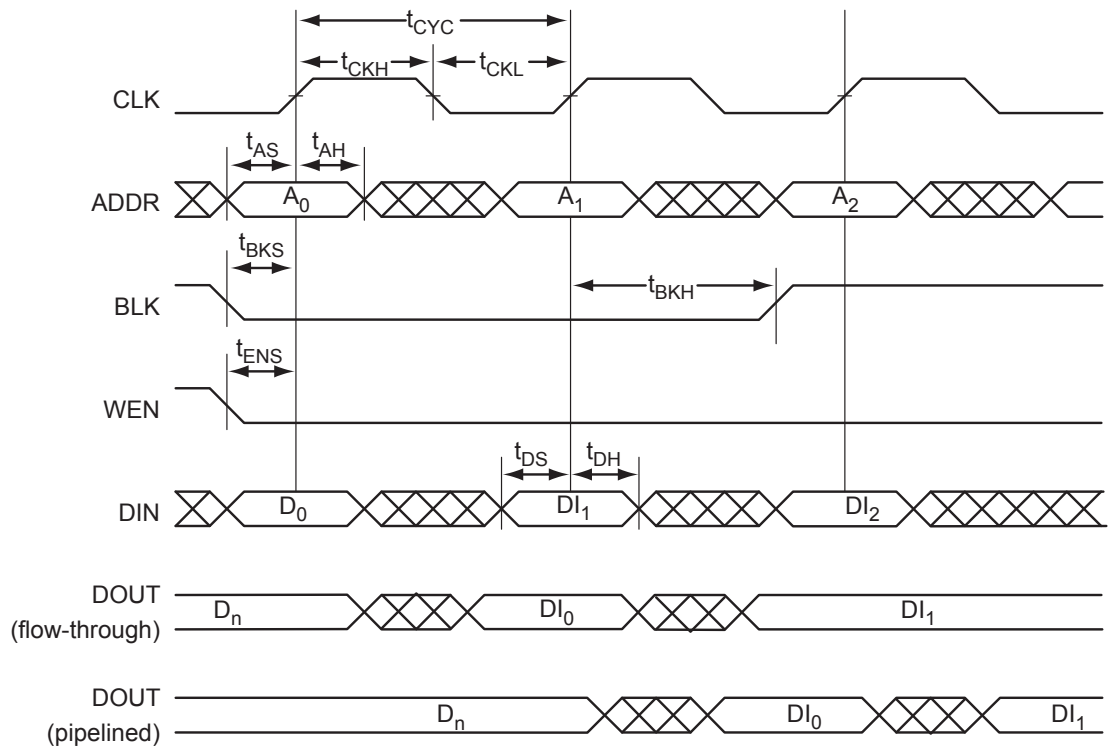 tCYC
tCKH tCKL
CLK
tAS tAH
ADDR A0 A1 A2
tBKS
BLK tBKH
tENS
WEN
tDS tDH
DIN D0 DI1 DI2
DOUT
(flow-through) Dn DI0 DI1
DOUT
(pipelined) Dn DI0 DI1